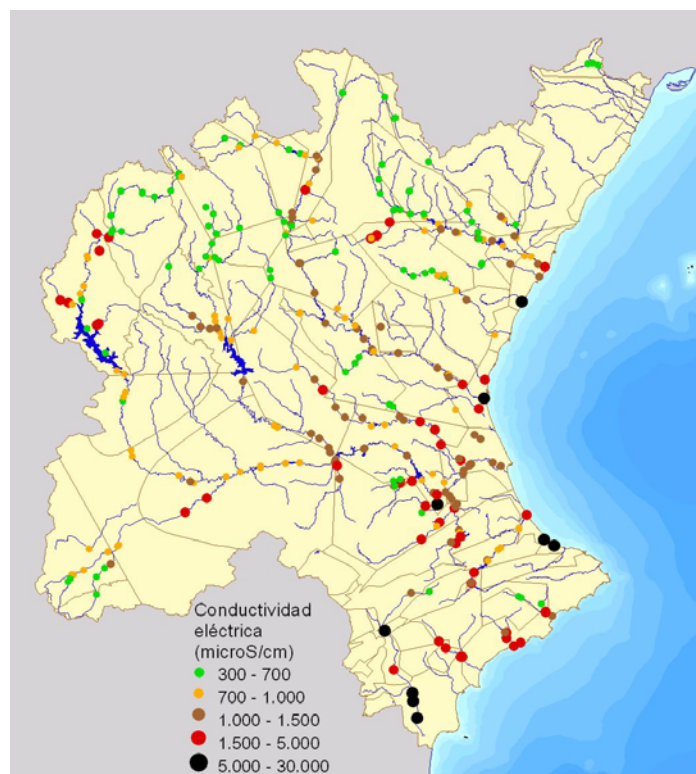 Conductividad
eléctrica
(microS/cm)
300 - 700
700 - 1.000
1.000 - 1.500
1.500 - 5.000
5.000 - 30.000